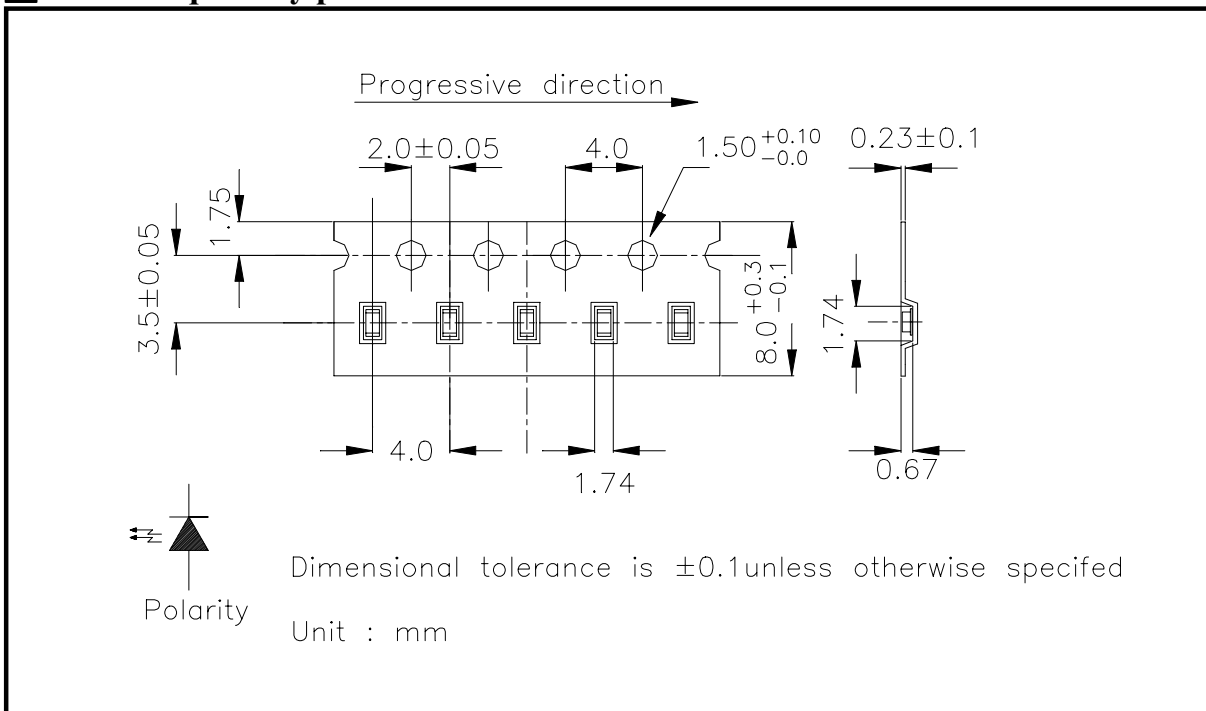 Progressive direction
2.0±0.05
4.0
1.50 +0.10 -0.0
0.23±0.1
1.75
3.5±0.05
8.0 +0.3 -0.1
1.74
4.0
1.74
0.67
Polarity
Dimensional tolerance is ±0.1unless otherwise specifed
Unit : mm